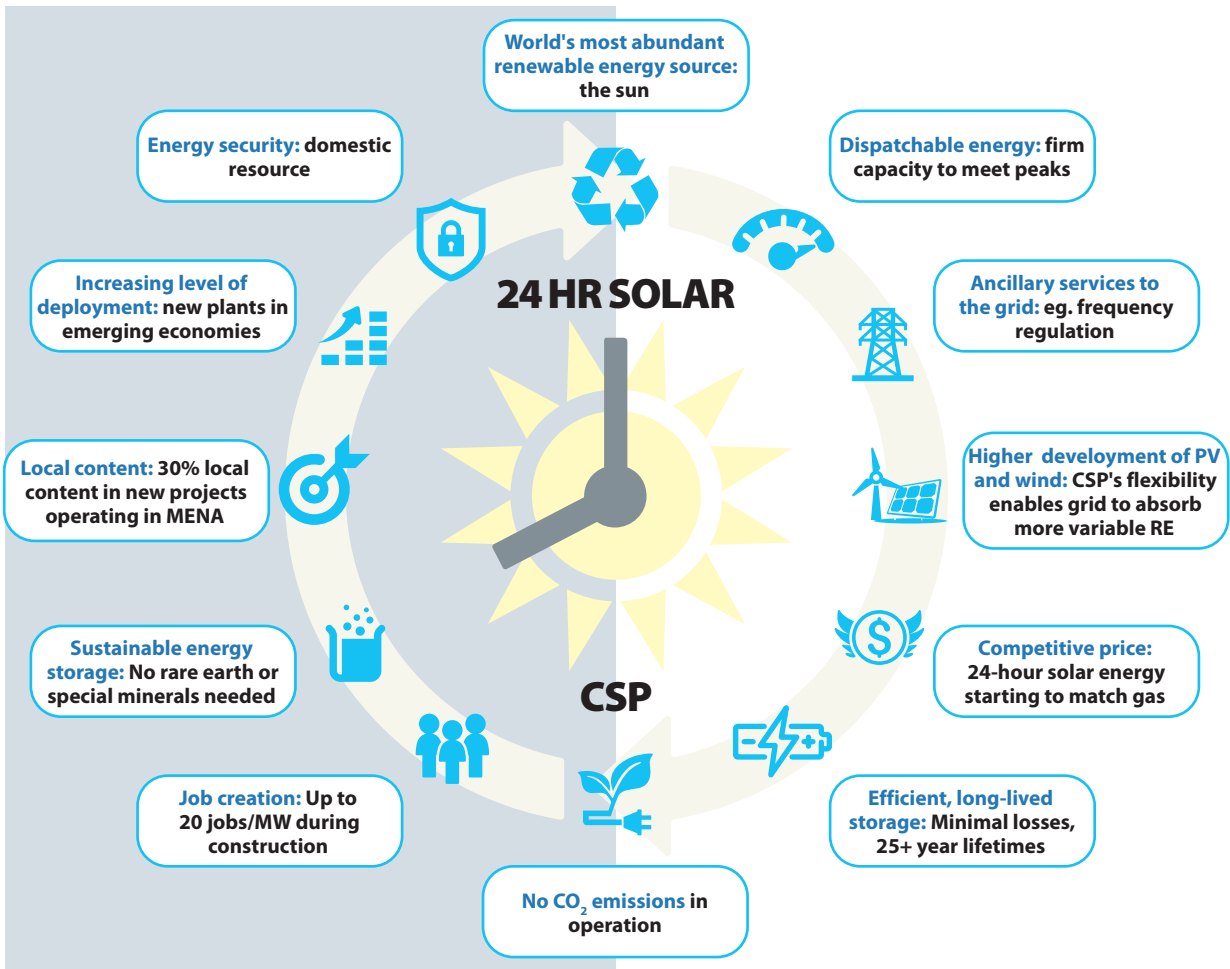 World's most abundant
renewable energy source:
the sun
Dispatchable energy: firm
capacity to meet peaks
Ancillary services to
the grid: eg. frequency
regulation
Higher development of PV
and wind: CSP's flexibility
enables grid to absorb
more variable RE
Competitive price:
24-hour solar energy
starting to match gas
Efficient, long-lived
storage: Minimal losses,
25+ year lifetimes
No CO₂ emissions in
operation
Job creation: Up to
20 jobs/MW during
construction
Sustainable energy
storage: No rare earth or
special minerals needed
Local content: 30% local
content in new projects
operating in MENA
Increasing level of
deployment: new plants in
emerging economies
Energy security: domestic
resource
24 HR SOLAR
CSP